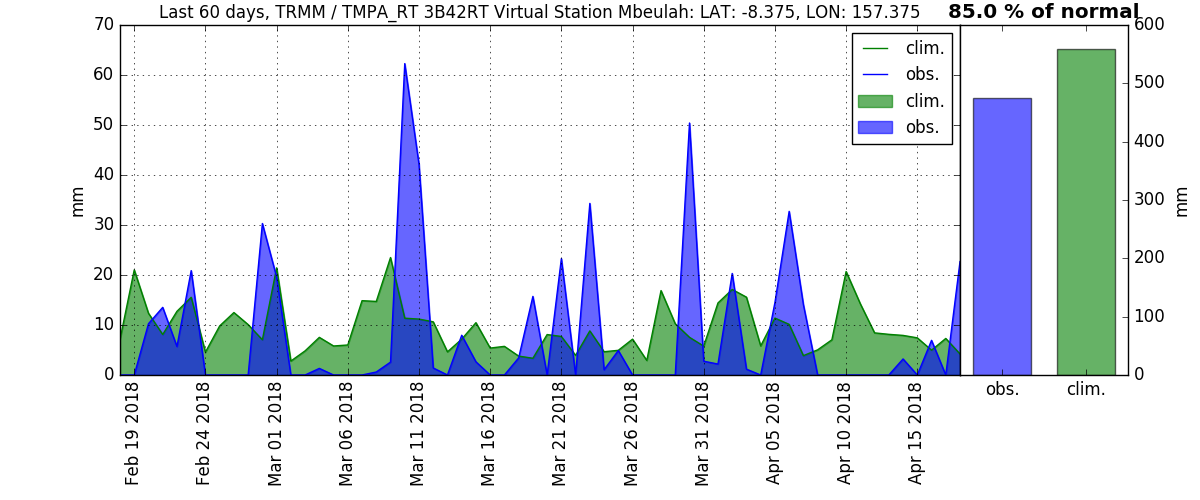 Last 60 days, TRMM / TMPA_RT 3B42RT Virtual Station Mbeulah: LAT: -8.375, LON: 157.375
85.0 % of normal
70
60
50
40
30
20
10
0
mm
clim.
obs.
clim.
obs.
Feb 19 2018
Feb 24 2018
Mar 01 2018
Mar 06 2018
Mar 11 2018
Mar 16 2018
Mar 21 2018
Mar 26 2018
Mar 31 2018
Apr 05 2018
Apr 10 2018
Apr 15 2018
600
500
400
300
200
100
0
mm
obs.
clim.